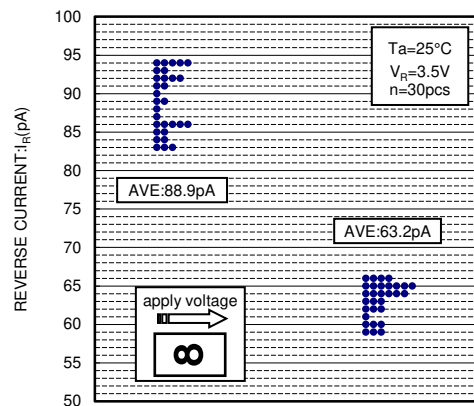 REVERSE CURRENT:IR(pA)
100
95
90
85
80
75
70
65
60
55
50
Ta=25°C
VR=3.5V
n=30pcs
AVE:88.9pA
AVE:63.2pA
apply voltage
8